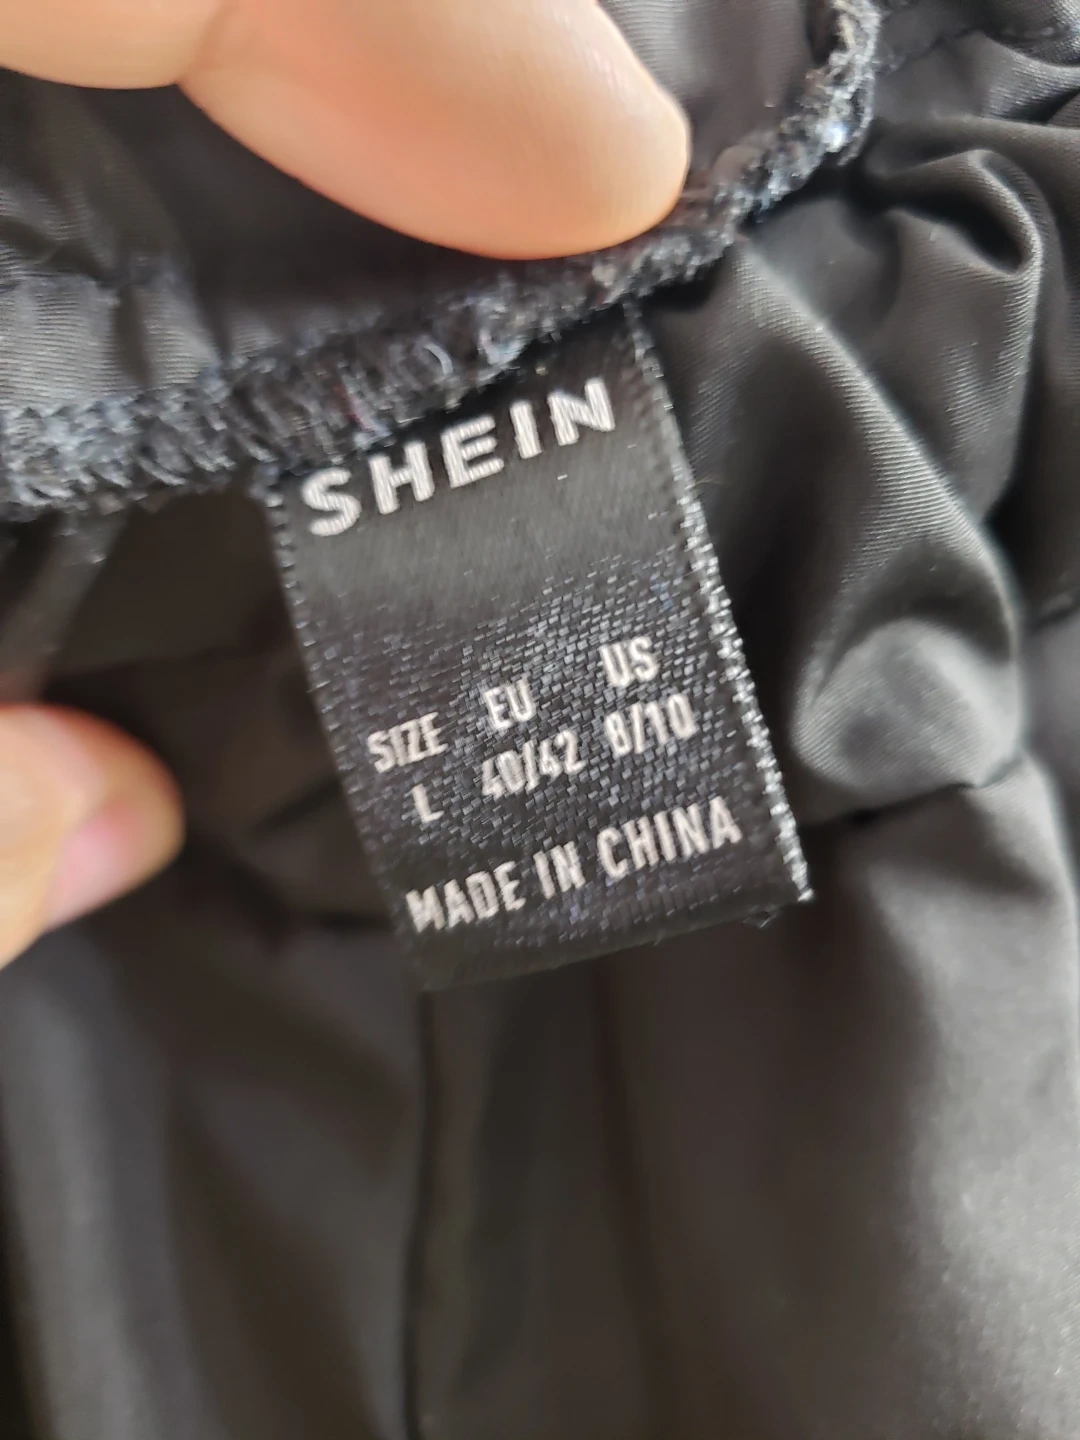 SHEIN
SIZE EU US
L 40/42 8/10
MADE IN CHINA